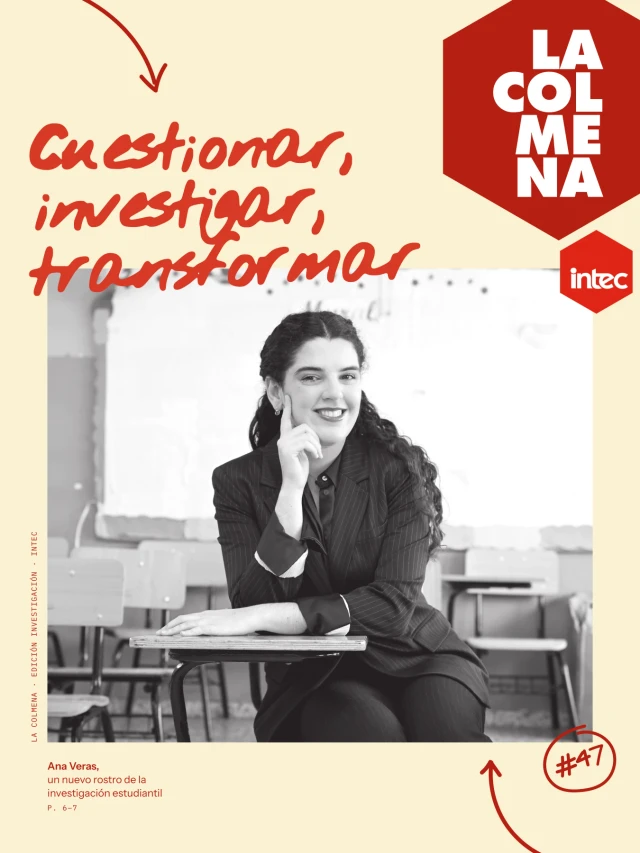 LA
COL
ME
NA
intec
Cuestionar,
investigar,
transformar
LA COLMENA · EDICIÓN INVESTIGACIÓN · INTEC
#47
Ana Veras,
un nuevo rostro de la
investigación estudiantil
P. 6–7